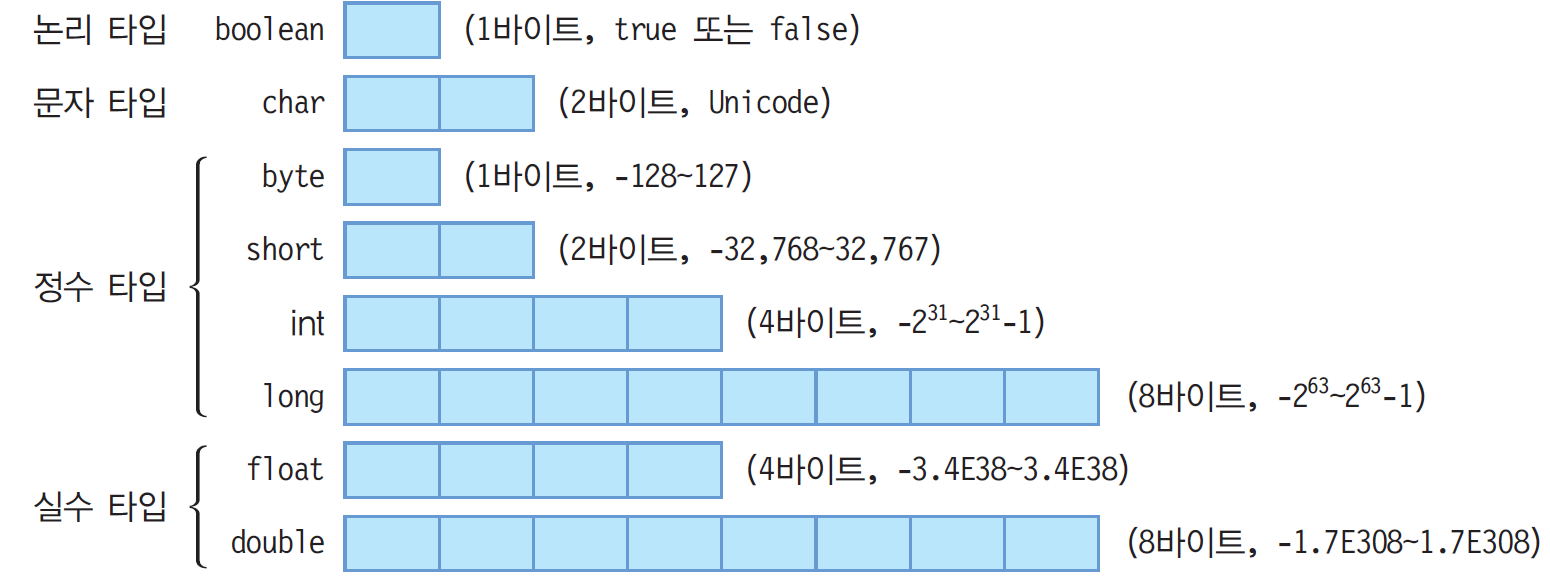 논리 타입 boolean (1바이트, true 또는 false)
문자 타입 char (2바이트, Unicode)
byte (1바이트, -128~127)
short (2바이트, -32,768~32,767)
정수 타입
int (4바이트, -2³¹~2³¹-1)
long (8바이트, -2⁶³~2⁶³-1)
float (4바이트, -3.4E38~3.4E38)
실수 타입
double (8바이트, -1.7E308~1.7E308)